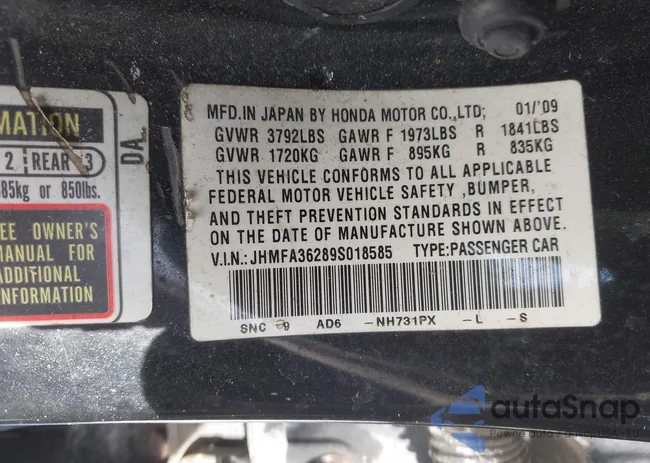 MATION
2 REAR 3
85kg or 850lbs.
EE OWNER'S
MANUAL FOR
ADDITIONAL
INFORMATION
DA
MFD.IN JAPAN BY HONDA MOTOR CO.,LTD; 01/'09
GVWR 3792LBS GAWR F 1973LBS R 1841LBS
GVWR 1720KG GAWR F 895KG R 835KG
THIS VEHICLE CONFORMS TO ALL APPLICABLE
FEDERAL MOTOR VEHICLE SAFETY ,BUMPER,
AND THEFT PREVENTION STANDARDS IN EFFECT
ON THE DATE OF MANUFACTURE SHOWN ABOVE.
V.I.N.: JHMFA36289S018585 TYPE:PASSENGER CAR
SNC 9 AD6 -NH731PX -L -S
autoSnap